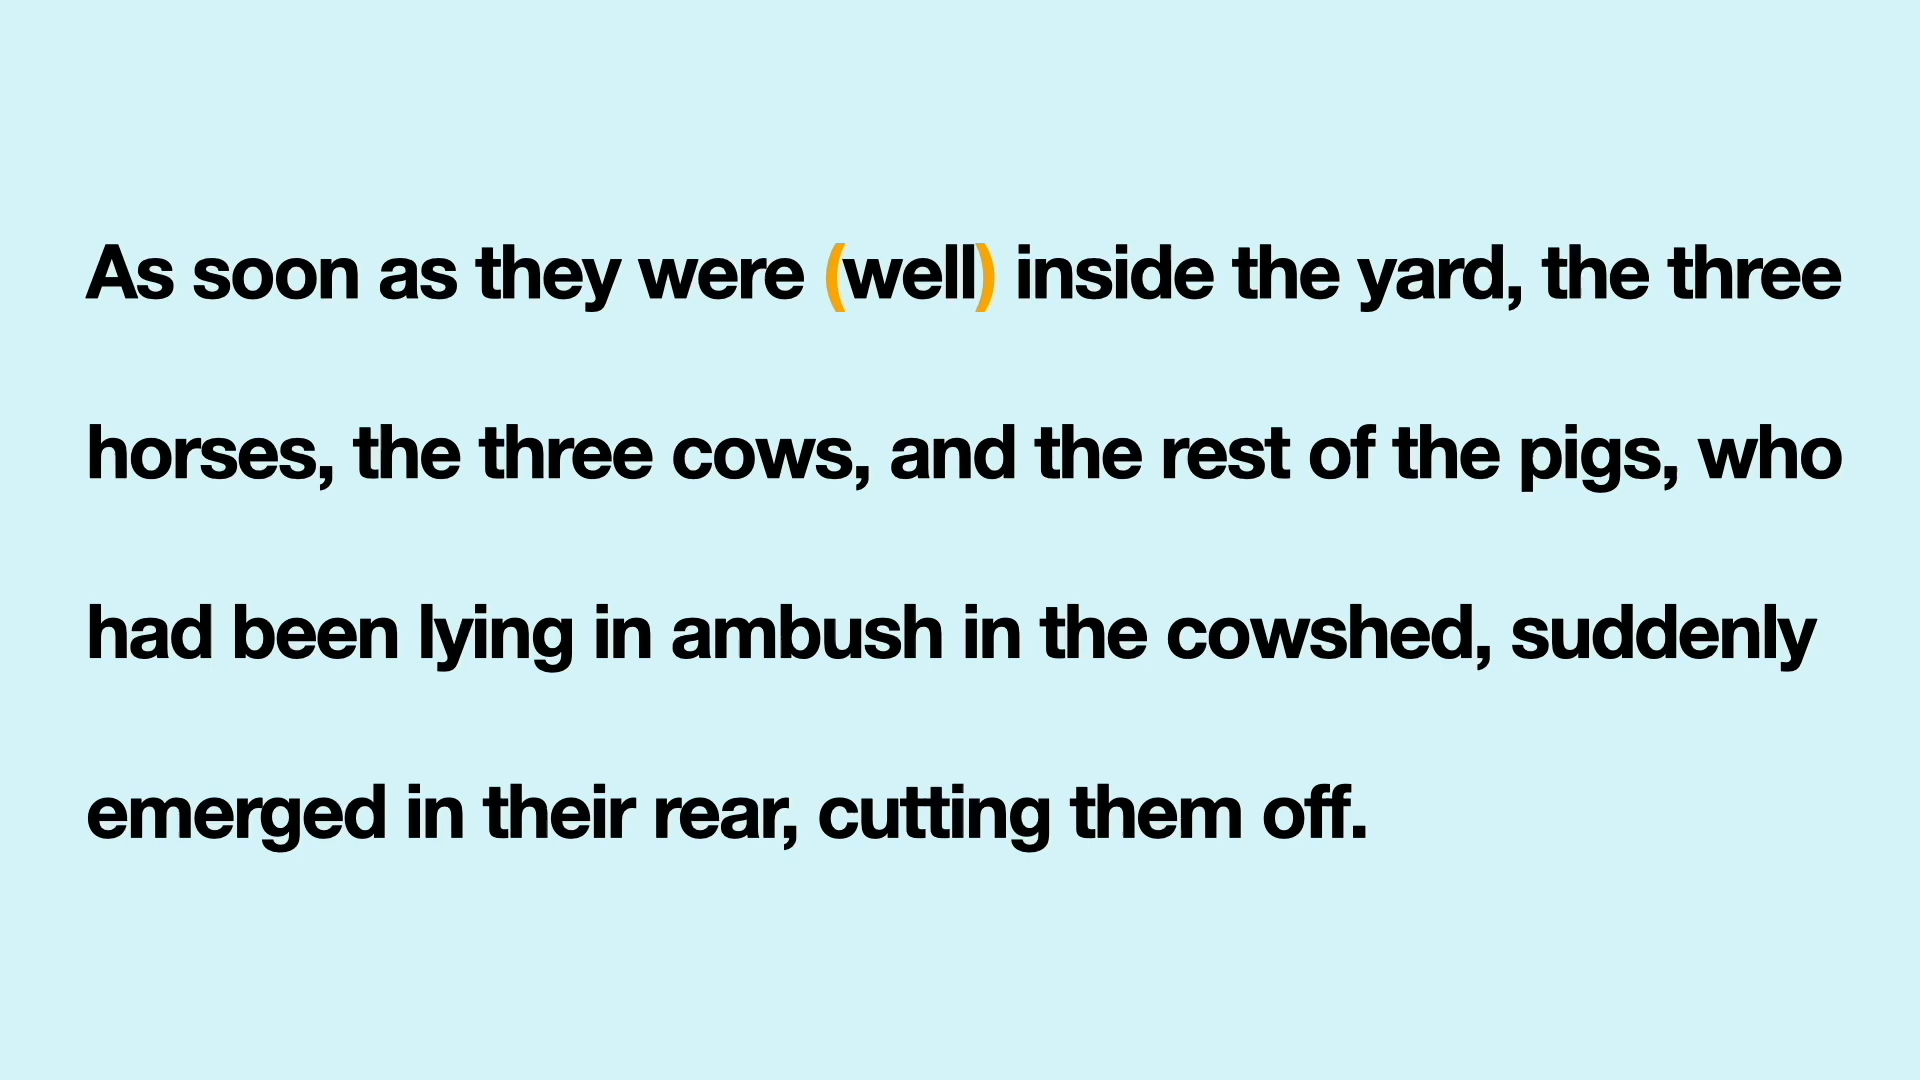 As soon as they were (well) inside the yard, the three
horses, the three cows, and the rest of the pigs, who
had been lying in ambush in the cowshed, suddenly
emerged in their rear, cutting them off.